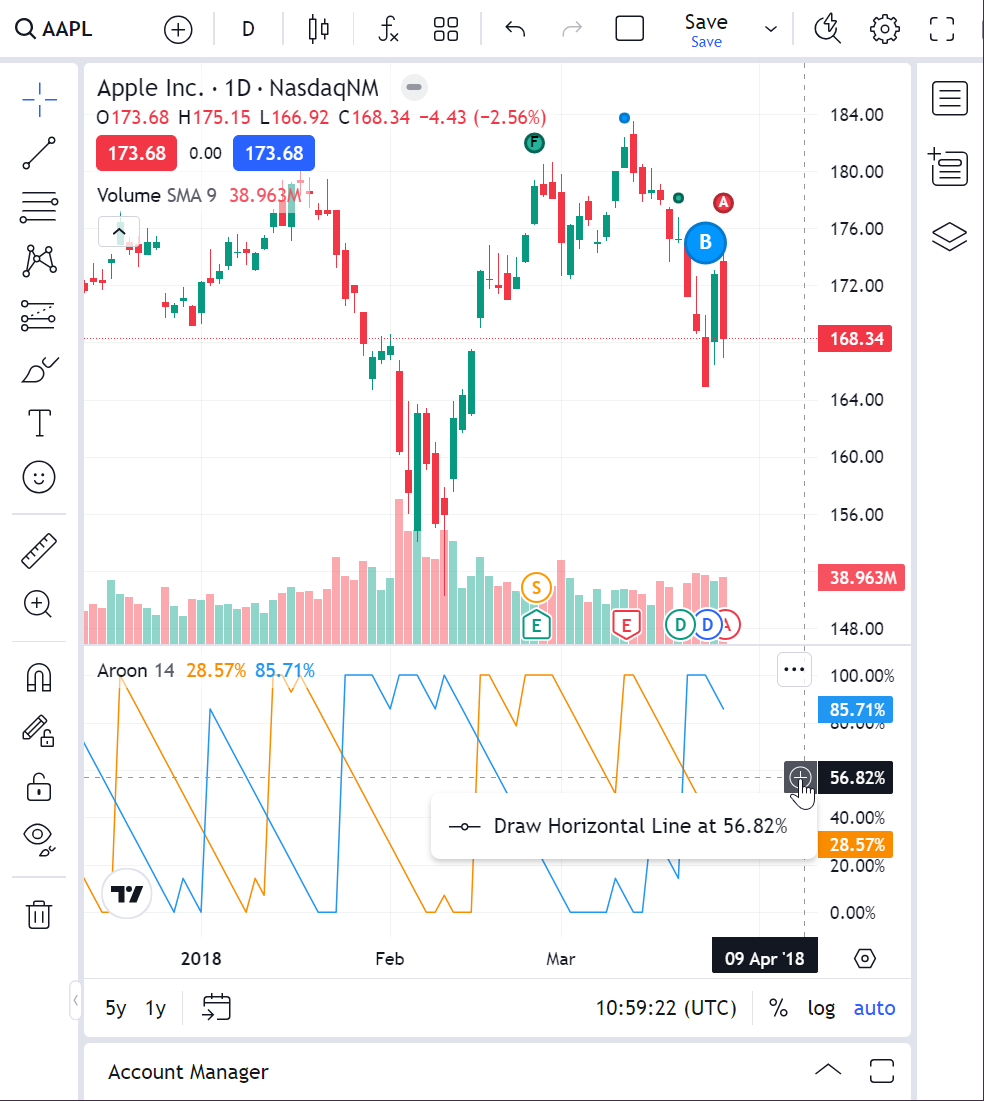 AAPL D Save
Save
Apple Inc. · 1D · NasdaqNM
O173.68 H175.15 L166.92 C168.34 −4.43 (−2.56%)
173.68 0.00 173.68
Volume SMA 9 38.963M
184.00
180.00
176.00
172.00
168.34
164.00
160.00
156.00
38.963M
148.00
F
A
B
S
E
E
D
D
A
Aroon 14 28.57% 85.71%
100.00%
85.71%
80.00%
56.82%
Draw Horizontal Line at 56.82%
40.00%
28.57%
20.00%
0.00%
2018 Feb Mar 09 Apr '18
5y 1y 10:59:22 (UTC) % log auto
Account Manager